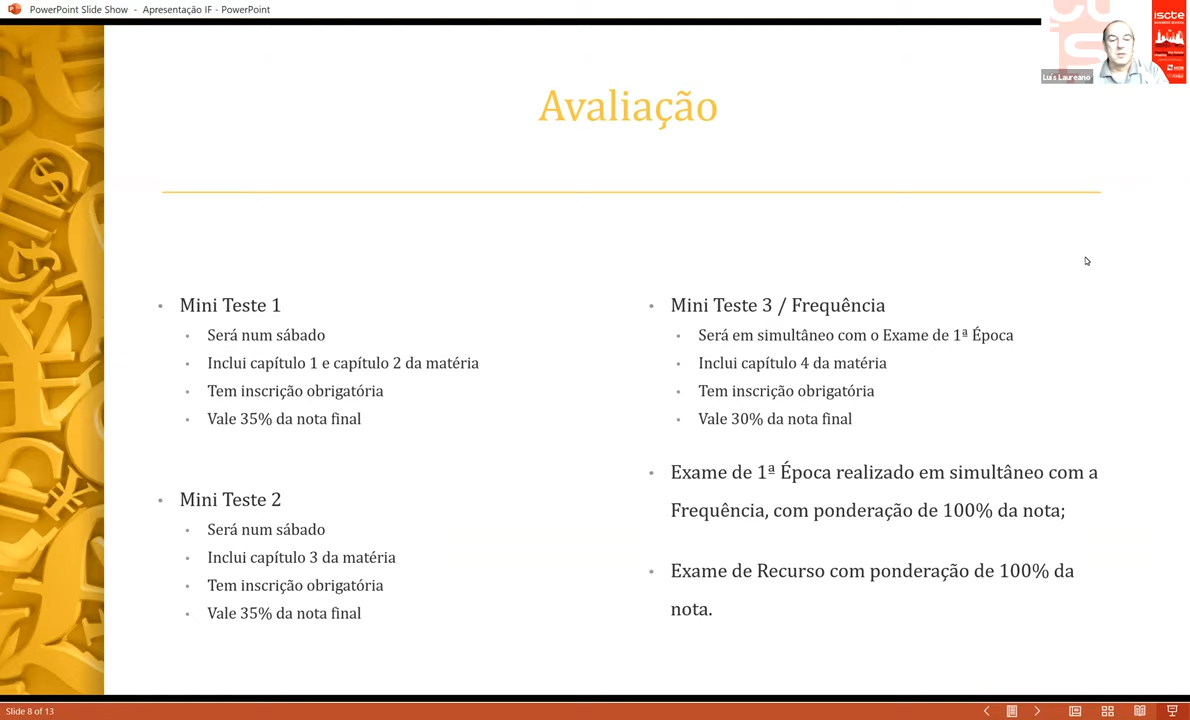 PowerPoint Slide Show - Apresentação IF - PowerPoint
iscte
BUSINESS SCHOOL
Luís Laureano
Avaliação
• Mini Teste 1
• Será num sábado
• Inclui capítulo 1 e capítulo 2 da matéria
• Tem inscrição obrigatória
• Vale 35% da nota final
• Mini Teste 2
• Será num sábado
• Inclui capítulo 3 da matéria
• Tem inscrição obrigatória
• Vale 35% da nota final
• Mini Teste 3 / Frequência
• Será em simultâneo com o Exame de 1ª Época
• Inclui capítulo 4 da matéria
• Tem inscrição obrigatória
• Vale 30% da nota final
• Exame de 1ª Época realizado em simultâneo com a
Frequência, com ponderação de 100% da nota;
• Exame de Recurso com ponderação de 100% da
nota.
Slide 8 of 13